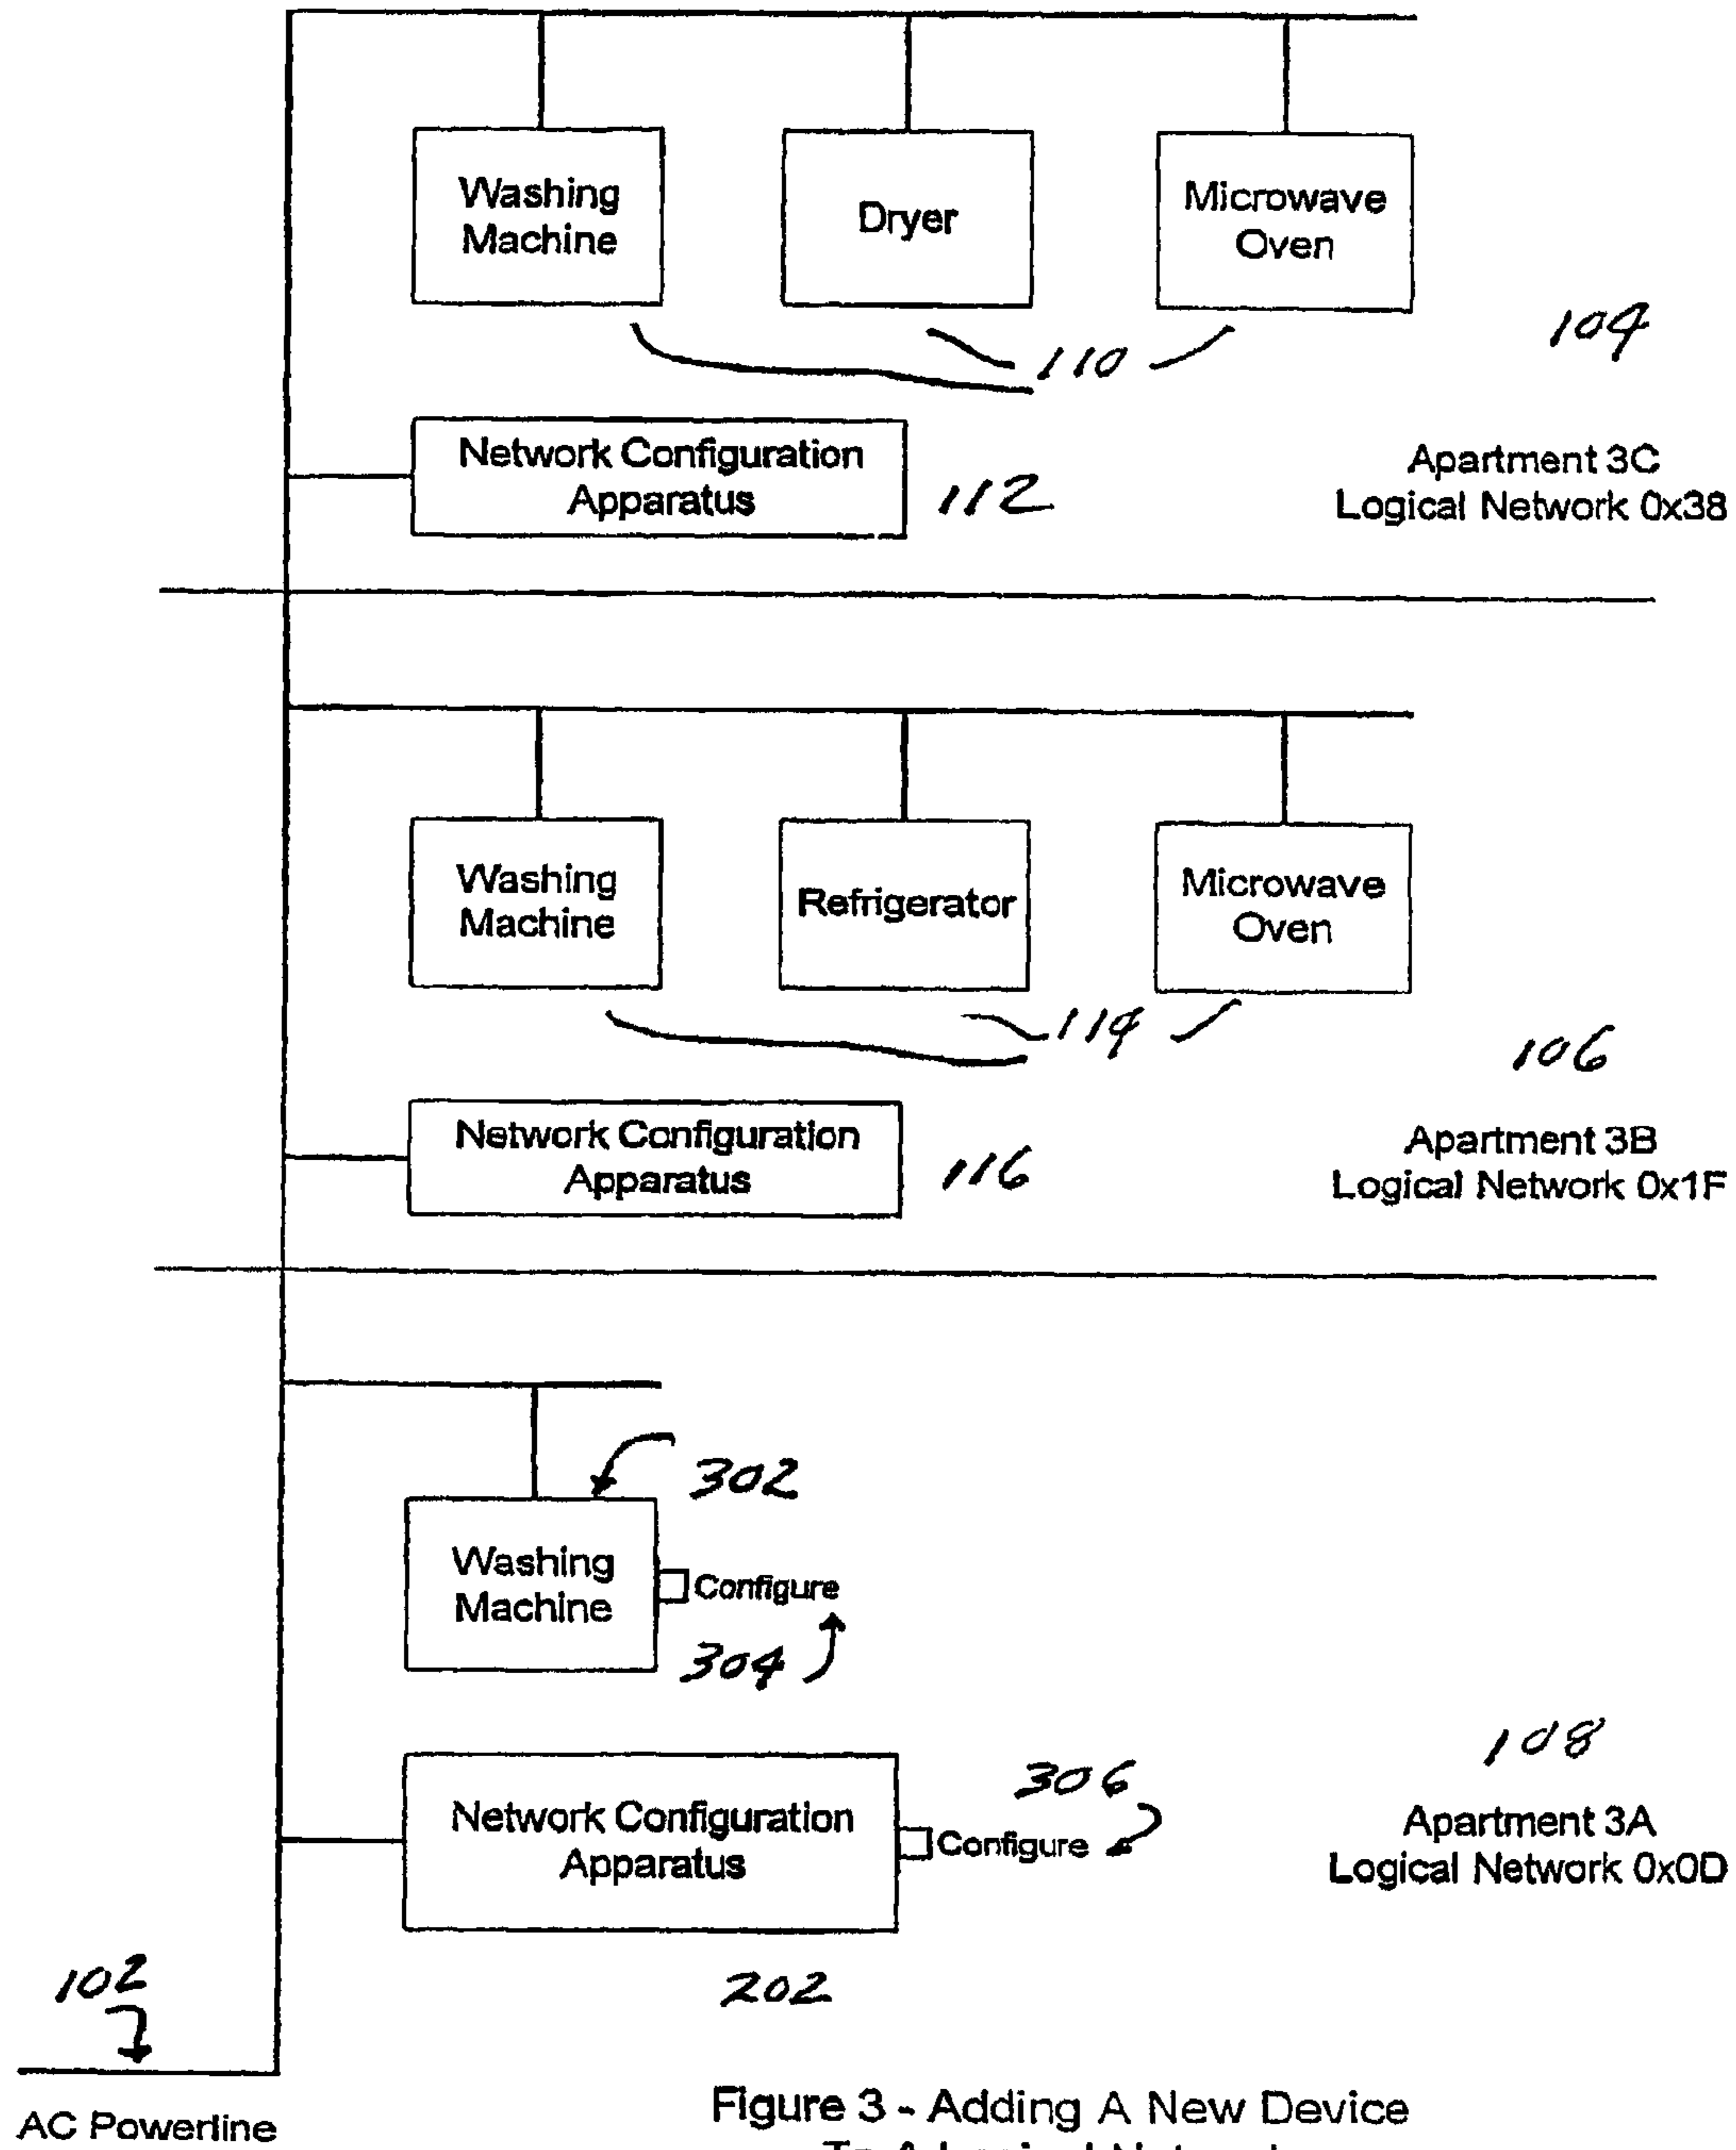 Washing
Machine
Dryer
Microwave
Oven
110
104
Network Configuration
Apparatus
112
Apartment 3C
Logical Network 0x38
Washing
Machine
Refrigerator
Microwave
Oven
114
106
Network Configuration
Apparatus
116
Apartment 3B
Logical Network 0x1F
302
Washing
Machine
Configure
304
108
306
Network Configuration
Apparatus
Configure
Apartment 3A
Logical Network 0x0D
202
102
AC Powerline
Figure 3 - Adding A New Device
To A Logical Network